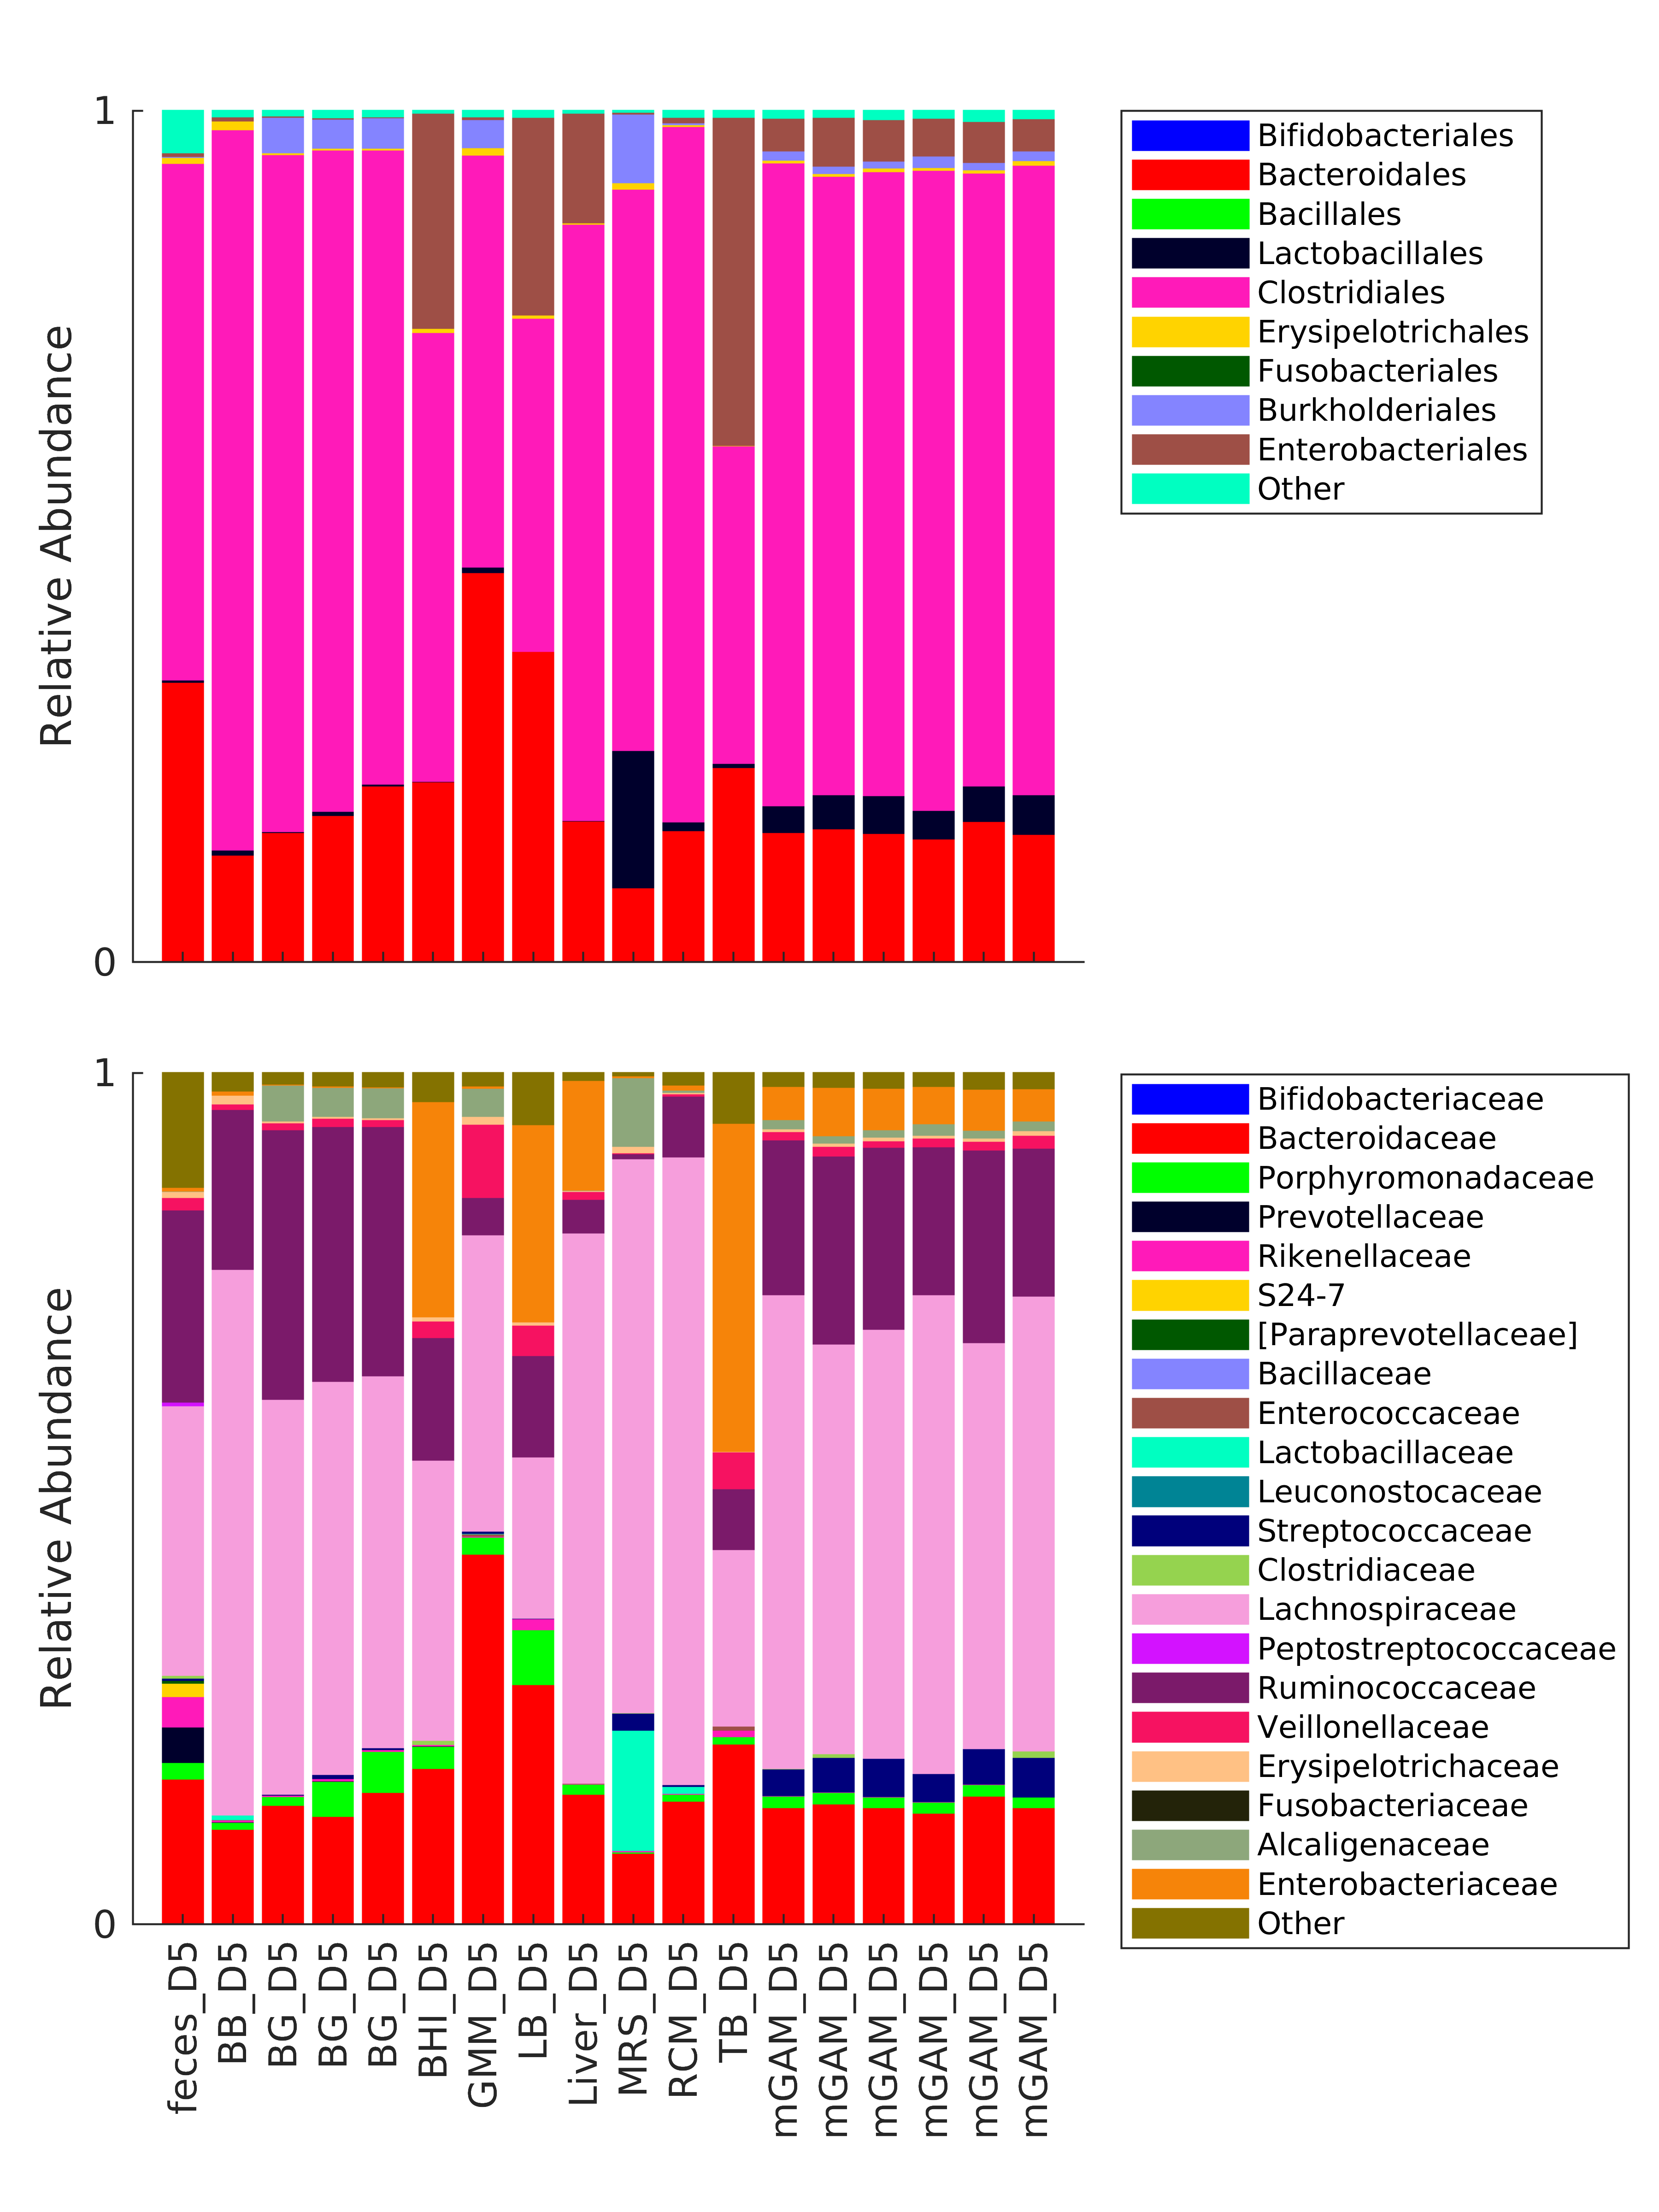 1
0
Relative Abundance
Bifidobacteriales
Bacteroidales
Bacillales
Lactobacillales
Clostridiales
Erysipelotrichales
Fusobacteriales
Burkholderiales
Enterobacteriales
Other
1
0
Relative Abundance
Bifidobacteriaceae
Bacteroidaceae
Porphyromonadaceae
Prevotellaceae
Rikenellaceae
S24-7
[Paraprevotellaceae]
Bacillaceae
Enterococcaceae
Lactobacillaceae
Leuconostocaceae
Streptococcaceae
Clostridiaceae
Lachnospiraceae
Peptostreptococcaceae
Ruminococcaceae
Veillonellaceae
Erysipelotrichaceae
Fusobacteriaceae
Alcaligenaceae
Enterobacteriaceae
Other
feces_D5
BB_D5
BG_D5
BG_D5
BG_D5
BHI_D5
GMM_D5
LB_D5
Liver_D5
MRS_D5
RCM_D5
TB_D5
mGAM_D5
mGAM_D5
mGAM_D5
mGAM_D5
mGAM_D5
mGAM_D5